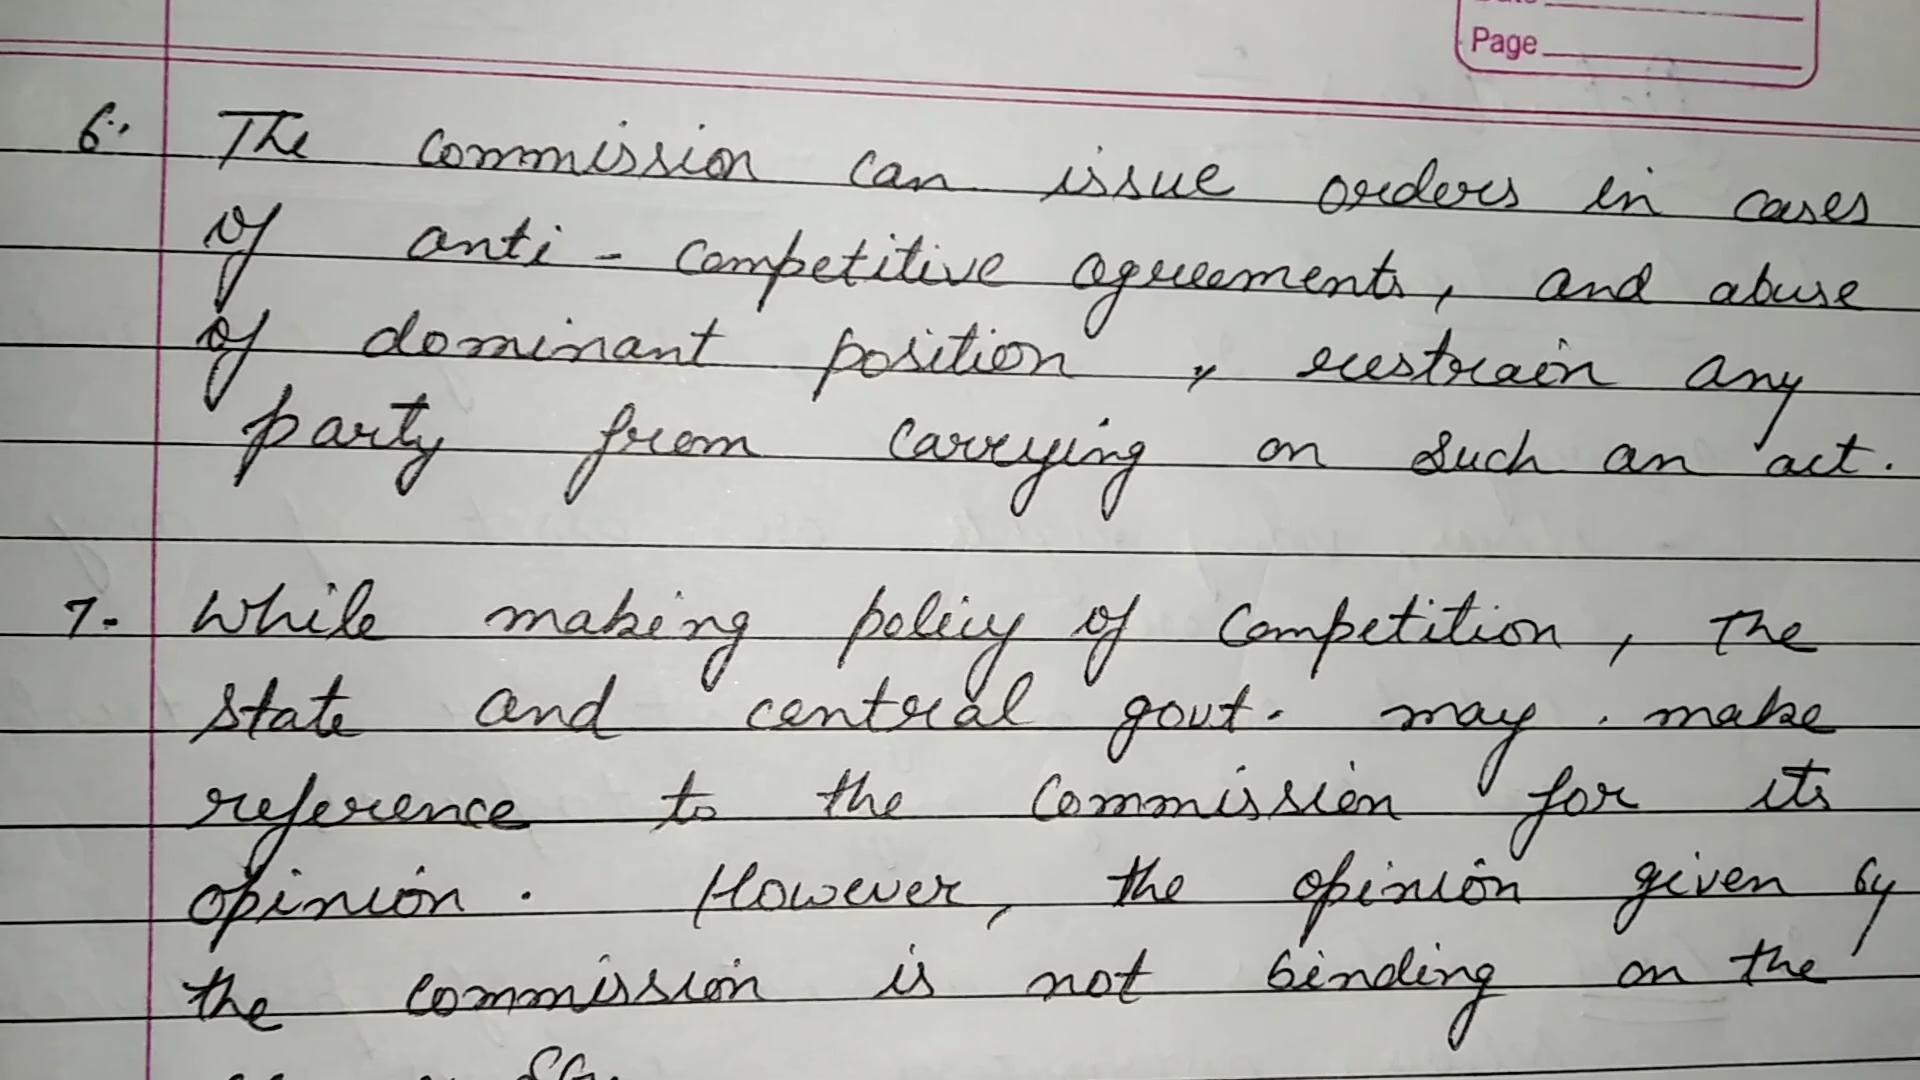 Page
6. The commission can issue orders in cases
of anti - competitive agreements, and abuse
of dominant position, restrain any
party from carrying on such an act.
7. While making policy of competition, the
state and central govt. may make
reference to the commission for its
opinion. However, the opinion given by
the commission is not binding on the